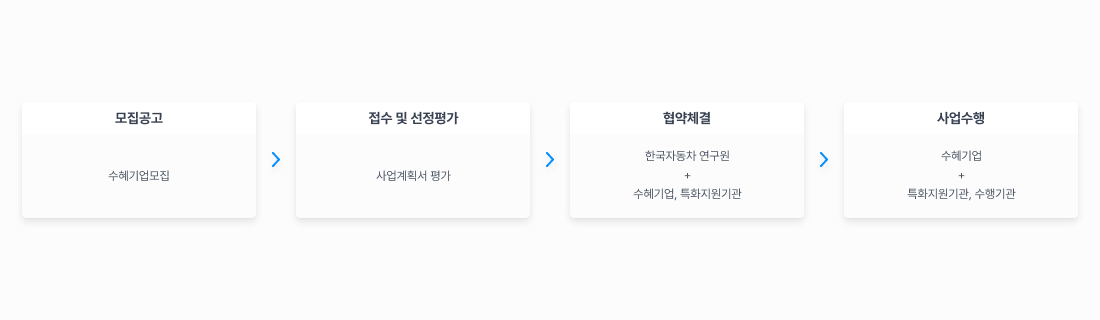 모집공고
수혜기업모집
접수 및 선정평가
사업계획서 평가
협약체결
한국자동차 연구원
+
수혜기업, 특화지원기관
사업수행
수혜기업
+
특화지원기관, 수행기관